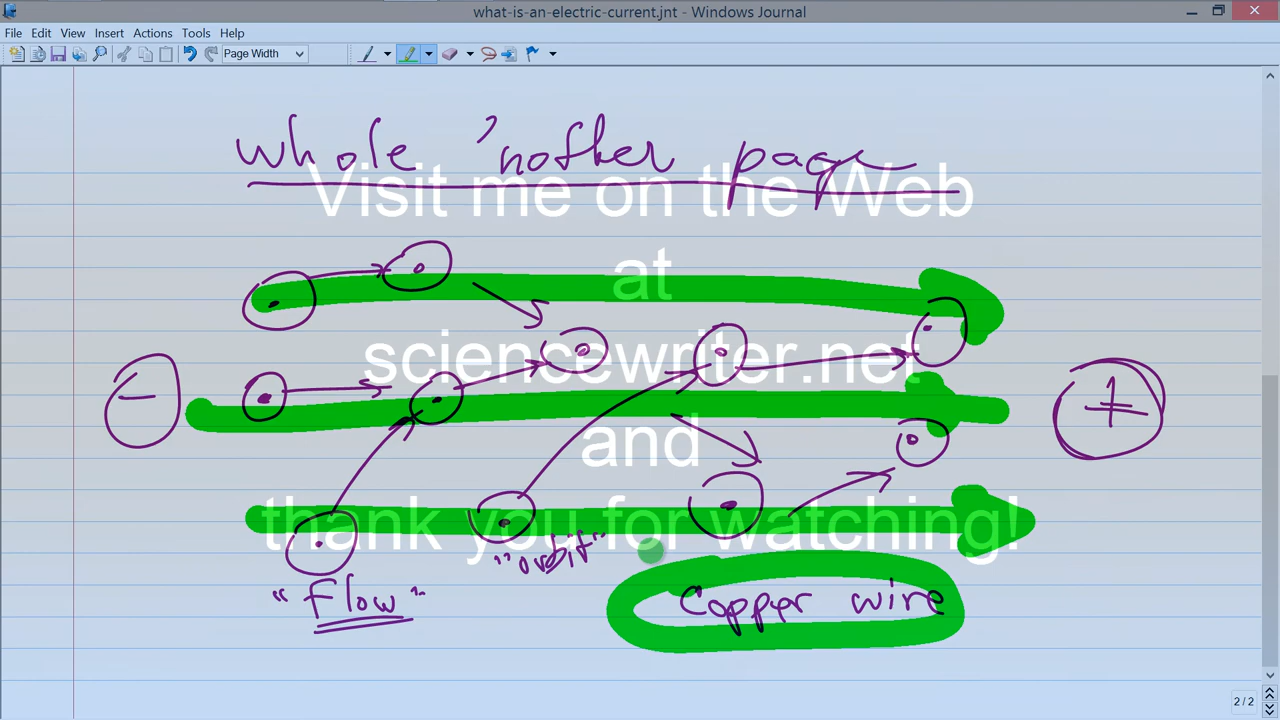 what-is-an-electric-current.jnt - Windows Journal
File Edit View Insert Actions Tools Help
Page Width
whole 'nother page
Visit me on the Web
at
sciencewriter.net
and
thank you for watching!
"orbit"
"flow"
Copper wire
2 / 2